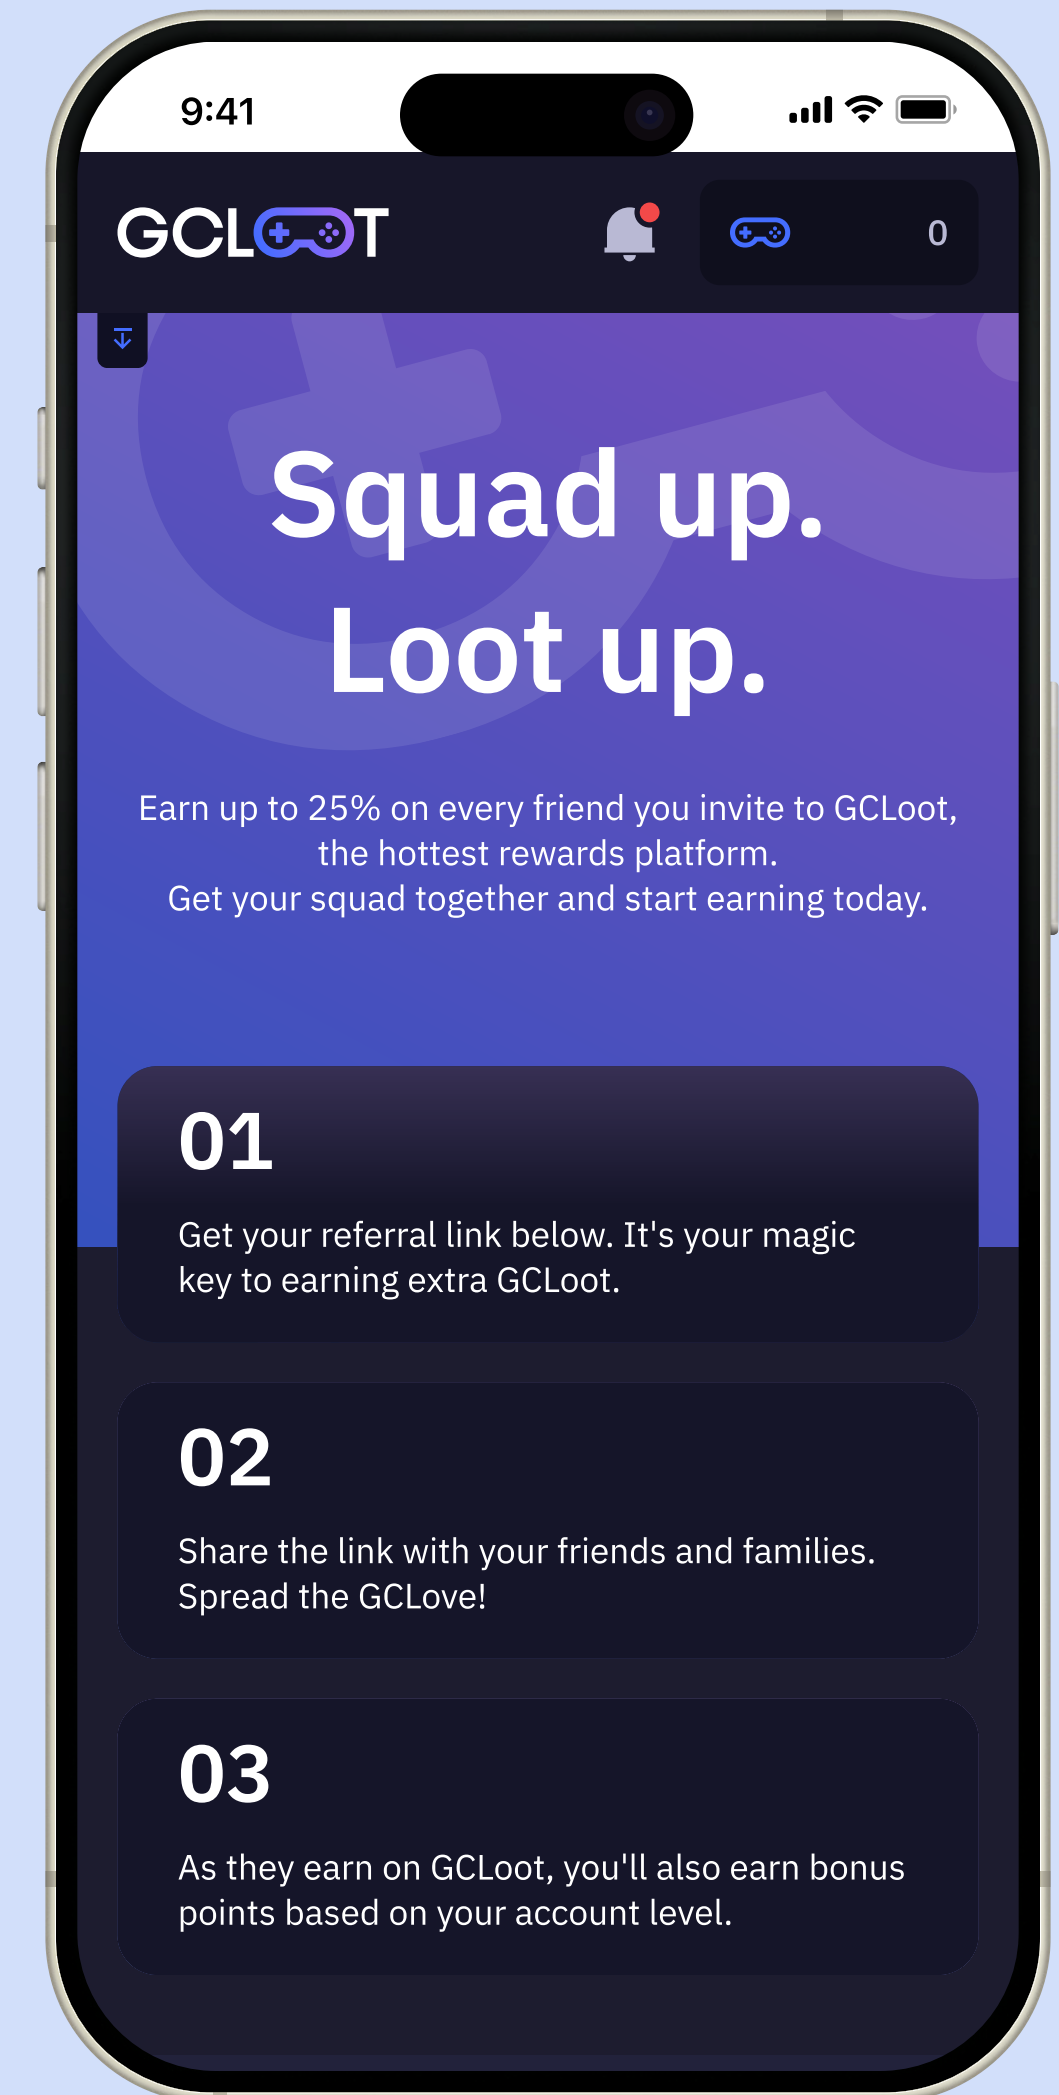 9:41
GCLOOT
0
Squad up.
Loot up.
Earn up to 25% on every friend you invite to GCLoot,
the hottest rewards platform.
Get your squad together and start earning today.
01
Get your referral link below. It's your magic
key to earning extra GCLoot.
02
Share the link with your friends and families.
Spread the GCLove!
03
As they earn on GCLoot, you'll also earn bonus
points based on your account level.